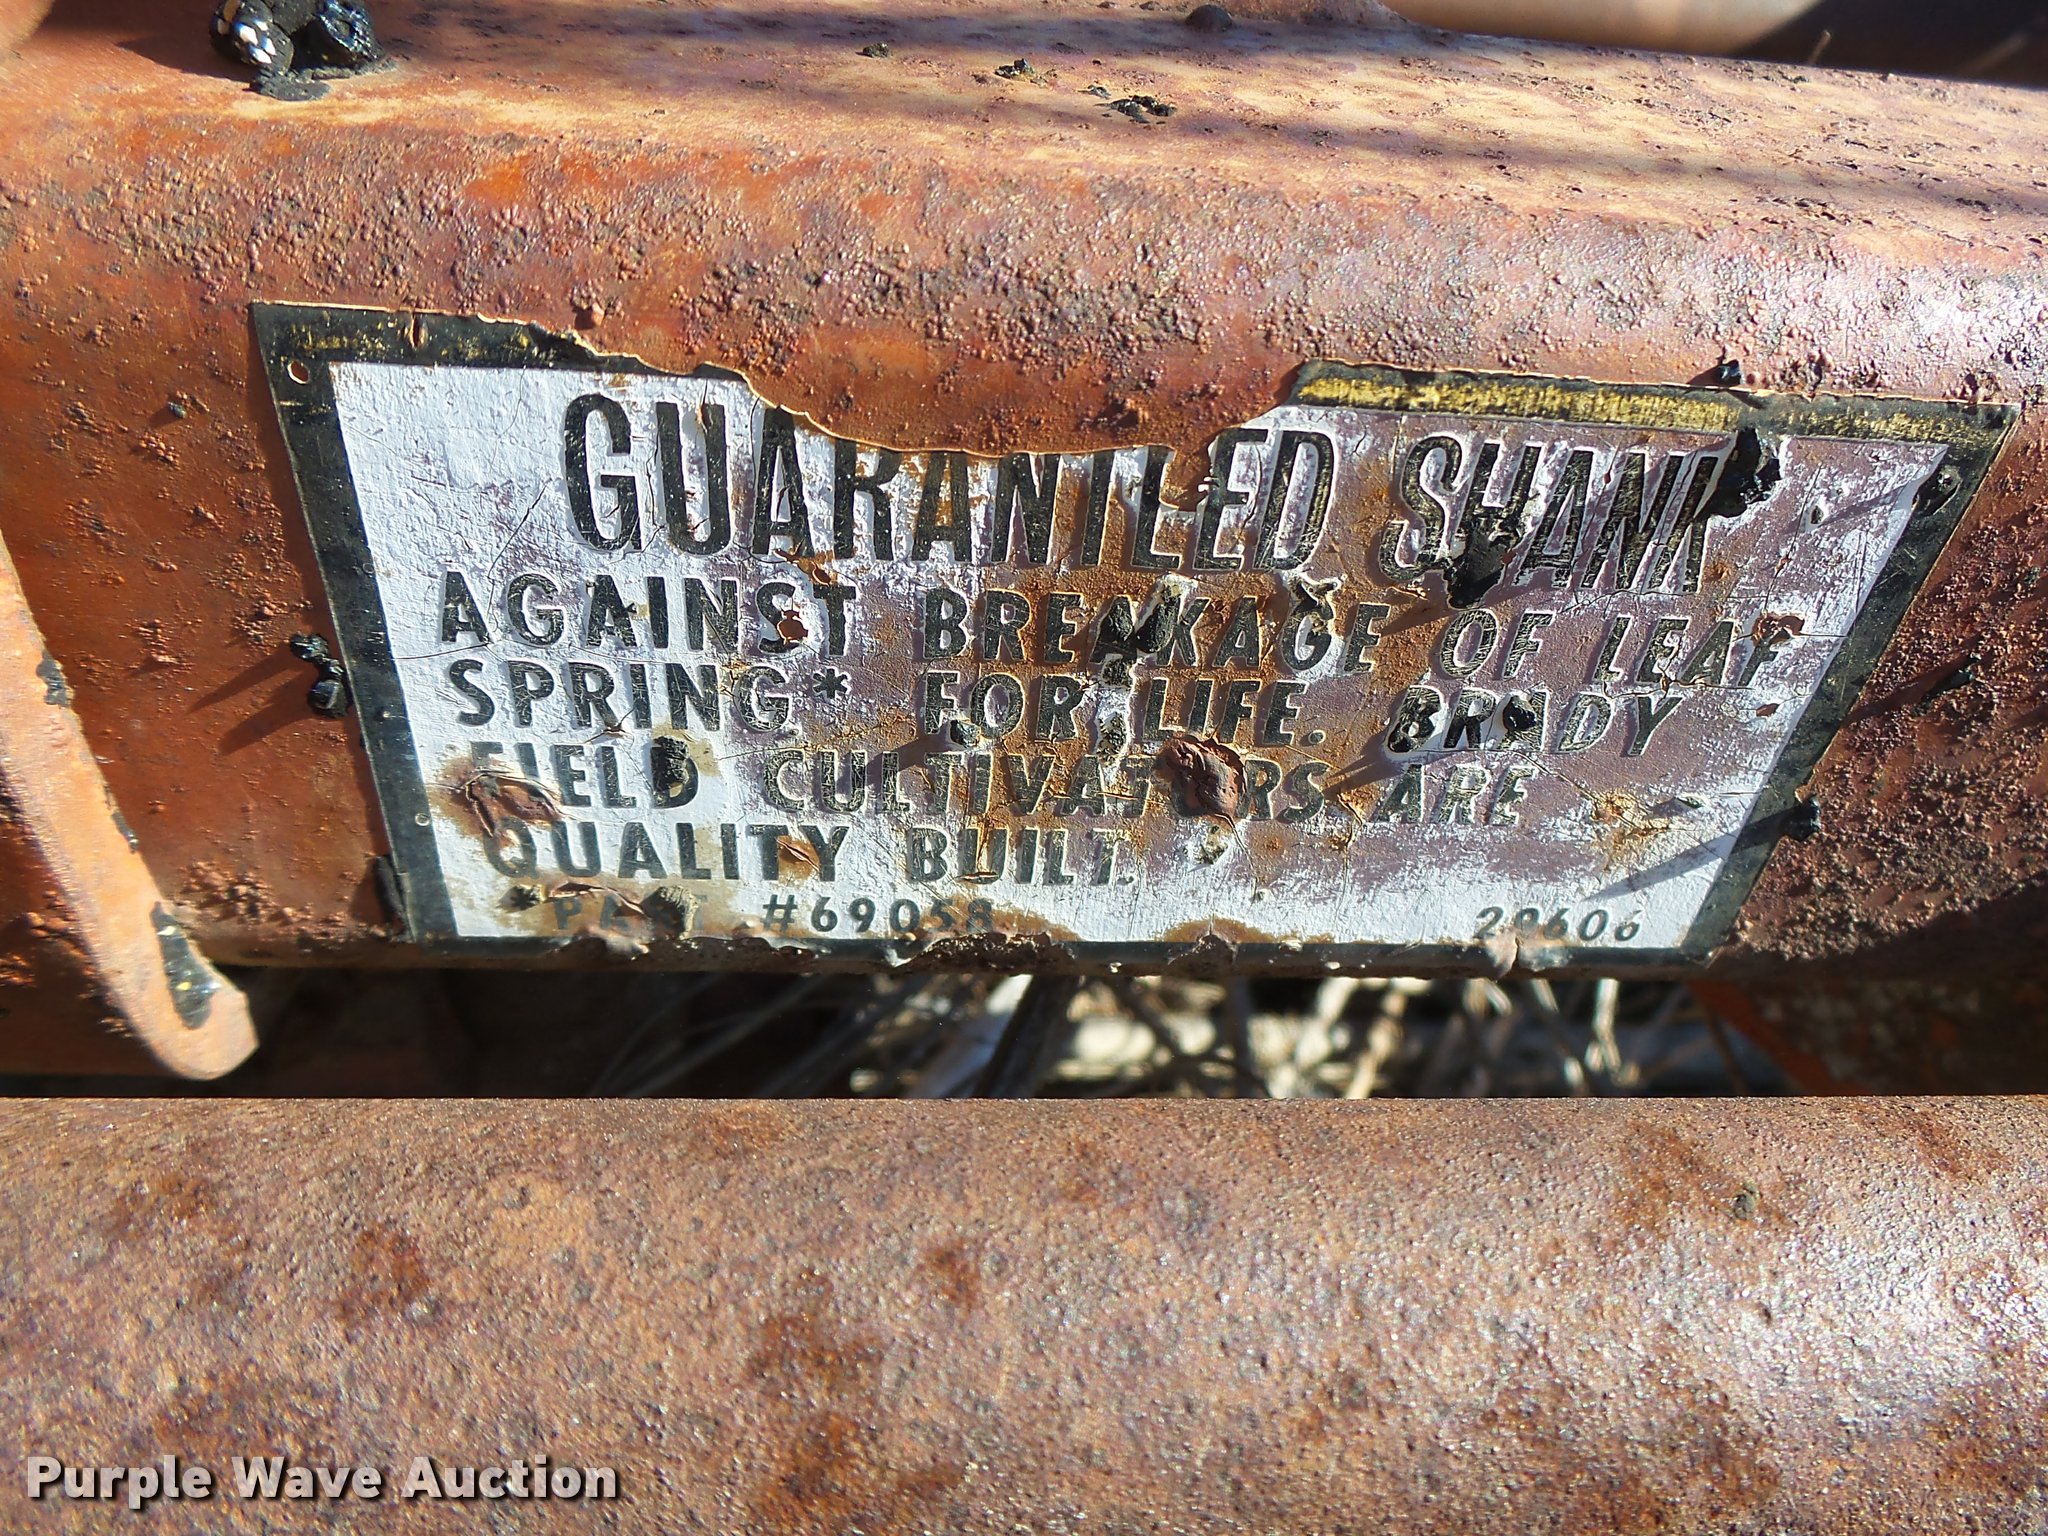 GUARANTEED SHANK
AGAINST BREAKAGE OF LEAF
SPRING.* FOR LIFE. BRADY
FIELD CULTIVATORS ARE
QUALITY BUILT.
* PART #69058
Purple Wave Auction